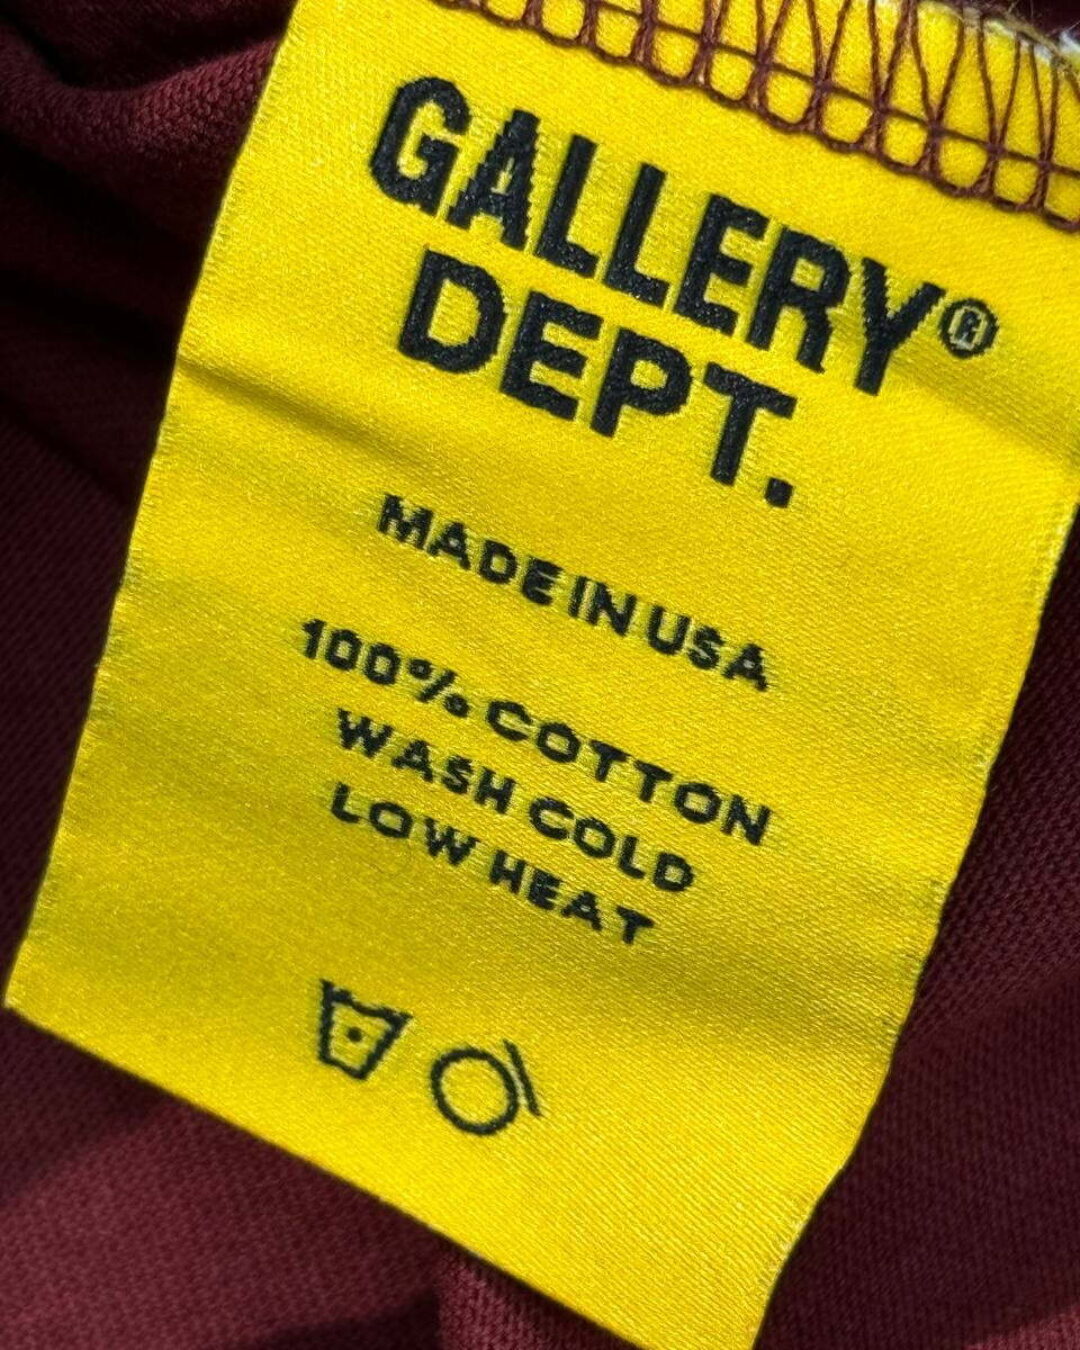 GALLERY®
DEPT.
MADE IN USA
100% COTTON
WASH COLD
LOW HEAT